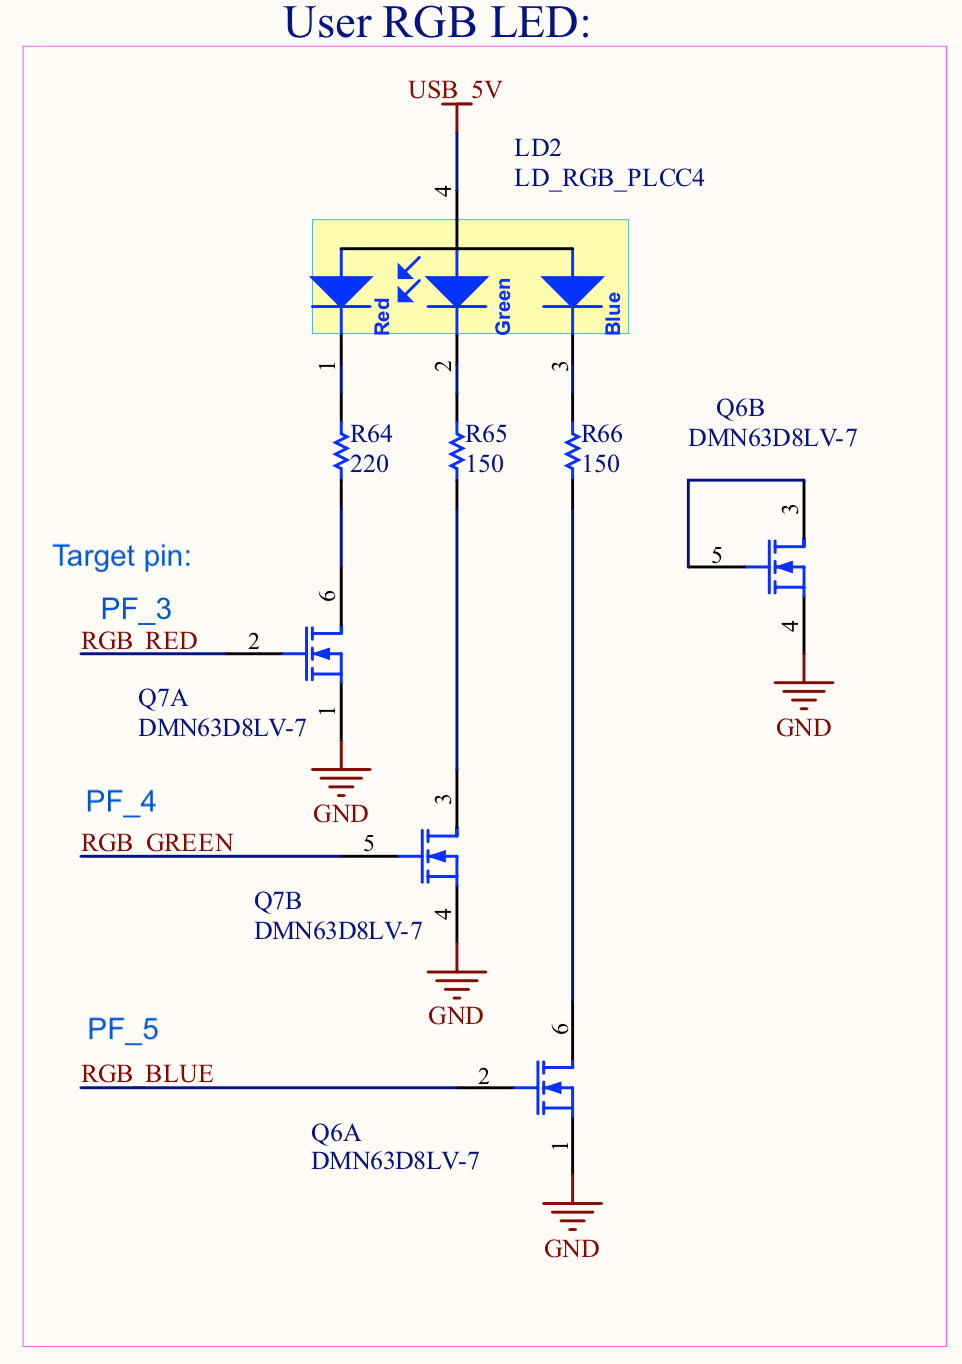 User RGB LED:
USB_5V
LD2
LD_RGB_PLCC4
4
Red
Green
Blue
1
2
3
R64
220
R65
150
R66
150
Q6B
DMN63D8LV-7
3
5
4
GND
Target pin:
PF_3
RGB_RED
2
6
Q7A
DMN63D8LV-7
1
GND
PF_4
RGB_GREEN
5
3
Q7B
DMN63D8LV-7
4
GND
PF_5
RGB_BLUE
2
6
Q6A
DMN63D8LV-7
1
GND